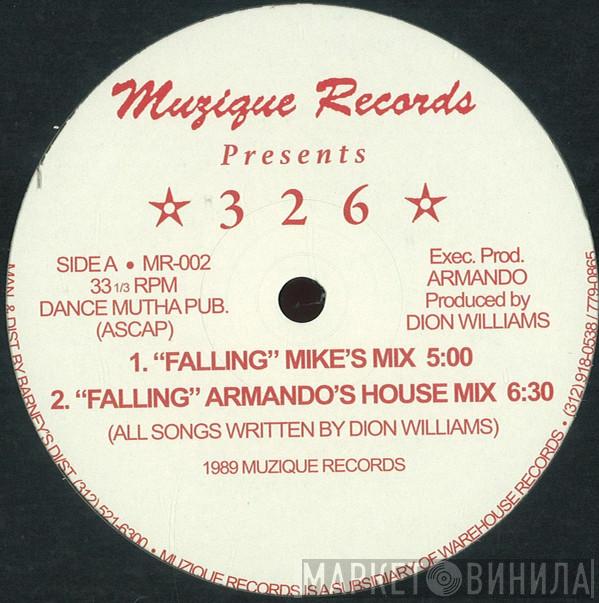 Muzique Records
Presents
☆ 3 2 6 ☆
SIDE A • MR-002
33 1/3 RPM
DANCE MUTHA PUB.
(ASCAP)
Exec. Prod.
ARMANDO
Produced by
DION WILLIAMS
1. “FALLING” MIKE’S MIX 5:00
2. “FALLING” ARMANDO’S HOUSE MIX 6:30
(ALL SONGS WRITTEN BY DION WILLIAMS)
1989 MUZIQUE RECORDS
MAN. & DIST. BY BARNEY'S DIST. (312) 521-6300 • MUZIQUE RECORDS IS A SUBSIDIARY OF WAREHOUSE RECORDS • (312) 918-0538 / 779-0865
МАРКЕТ ВИНИЛА